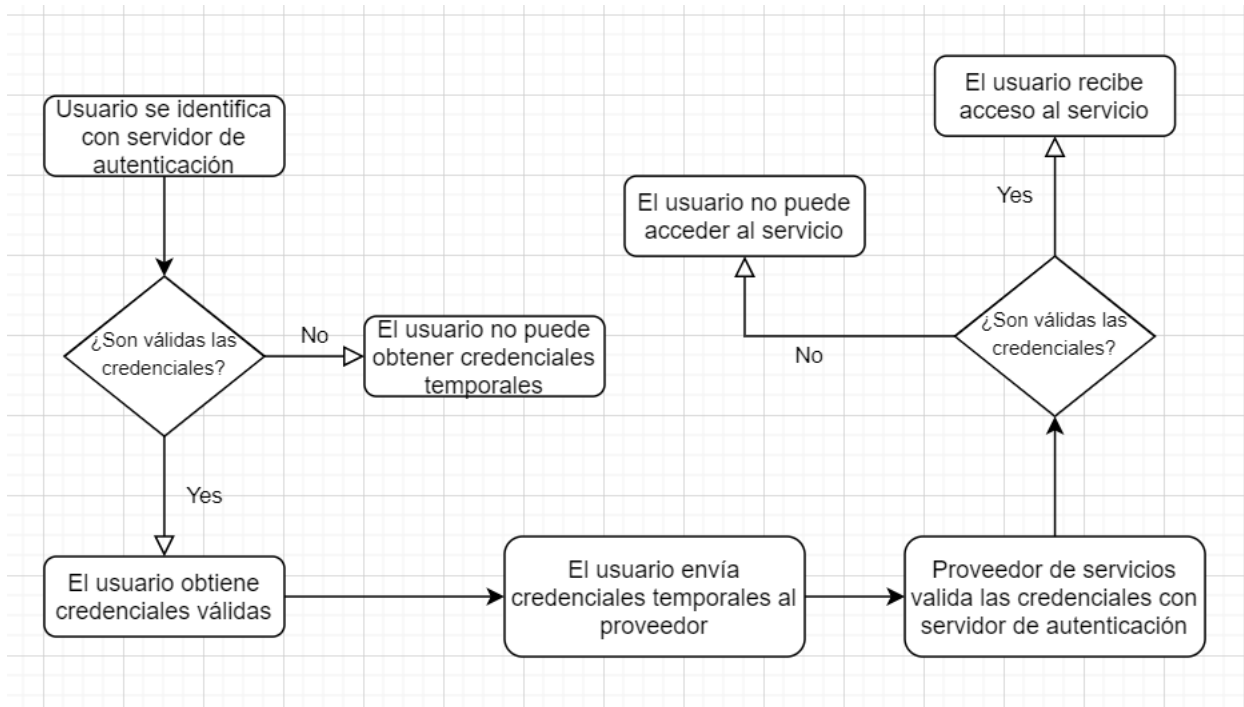 Usuario se identifica
con servidor de
autenticación
¿Son válidas las
credenciales?
No
El usuario no puede
obtener credenciales
temporales
Yes
El usuario obtiene
credenciales válidas
El usuario envía
credenciales temporales al
proveedor
Proveedor de servicios
valida las credenciales con
servidor de autenticación
¿Son válidas las
credenciales?
No
El usuario no puede
acceder al servicio
Yes
El usuario recibe
acceso al servicio